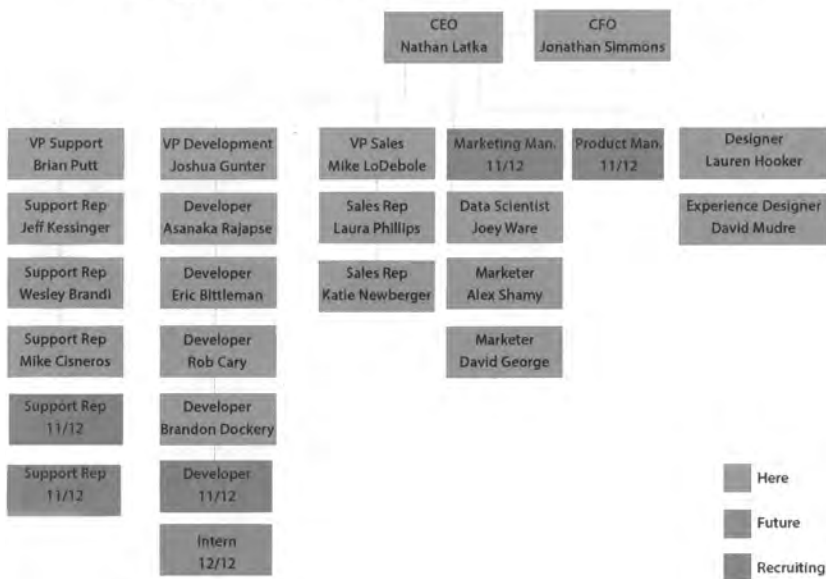 CEO
Nathan Latka
CFO
Jonathan Simmons
VP Support
Brian Putt
VP Development
Joshua Gunter
VP Sales
Mike LoDebole
Marketing Man.
11/12
Product Man.
11/12
Designer
Lauren Hooker
Support Rep
Jeff Kessinger
Developer
Asanaka Rajapse
Sales Rep
Laura Phillips
Data Scientist
Joey Ware
Experience Designer
David Mudre
Support Rep
Wesley Brandi
Developer
Eric Bittleman
Sales Rep
Katie Newberger
Marketer
Alex Shamy
Support Rep
Mike Cisneros
Developer
Rob Cary
Marketer
David George
Support Rep
11/12
Developer
Brandon Dockery
Support Rep
11/12
Developer
11/12
Intern
12/12
Here
Future
Recruiting